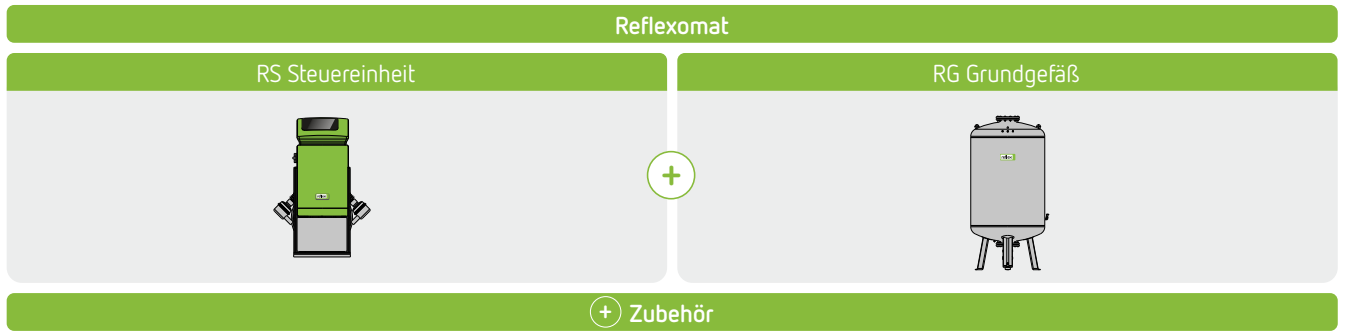 Reflexomat
RS Steuereinheit
RG Grundgefäß
+
+ Zubehör